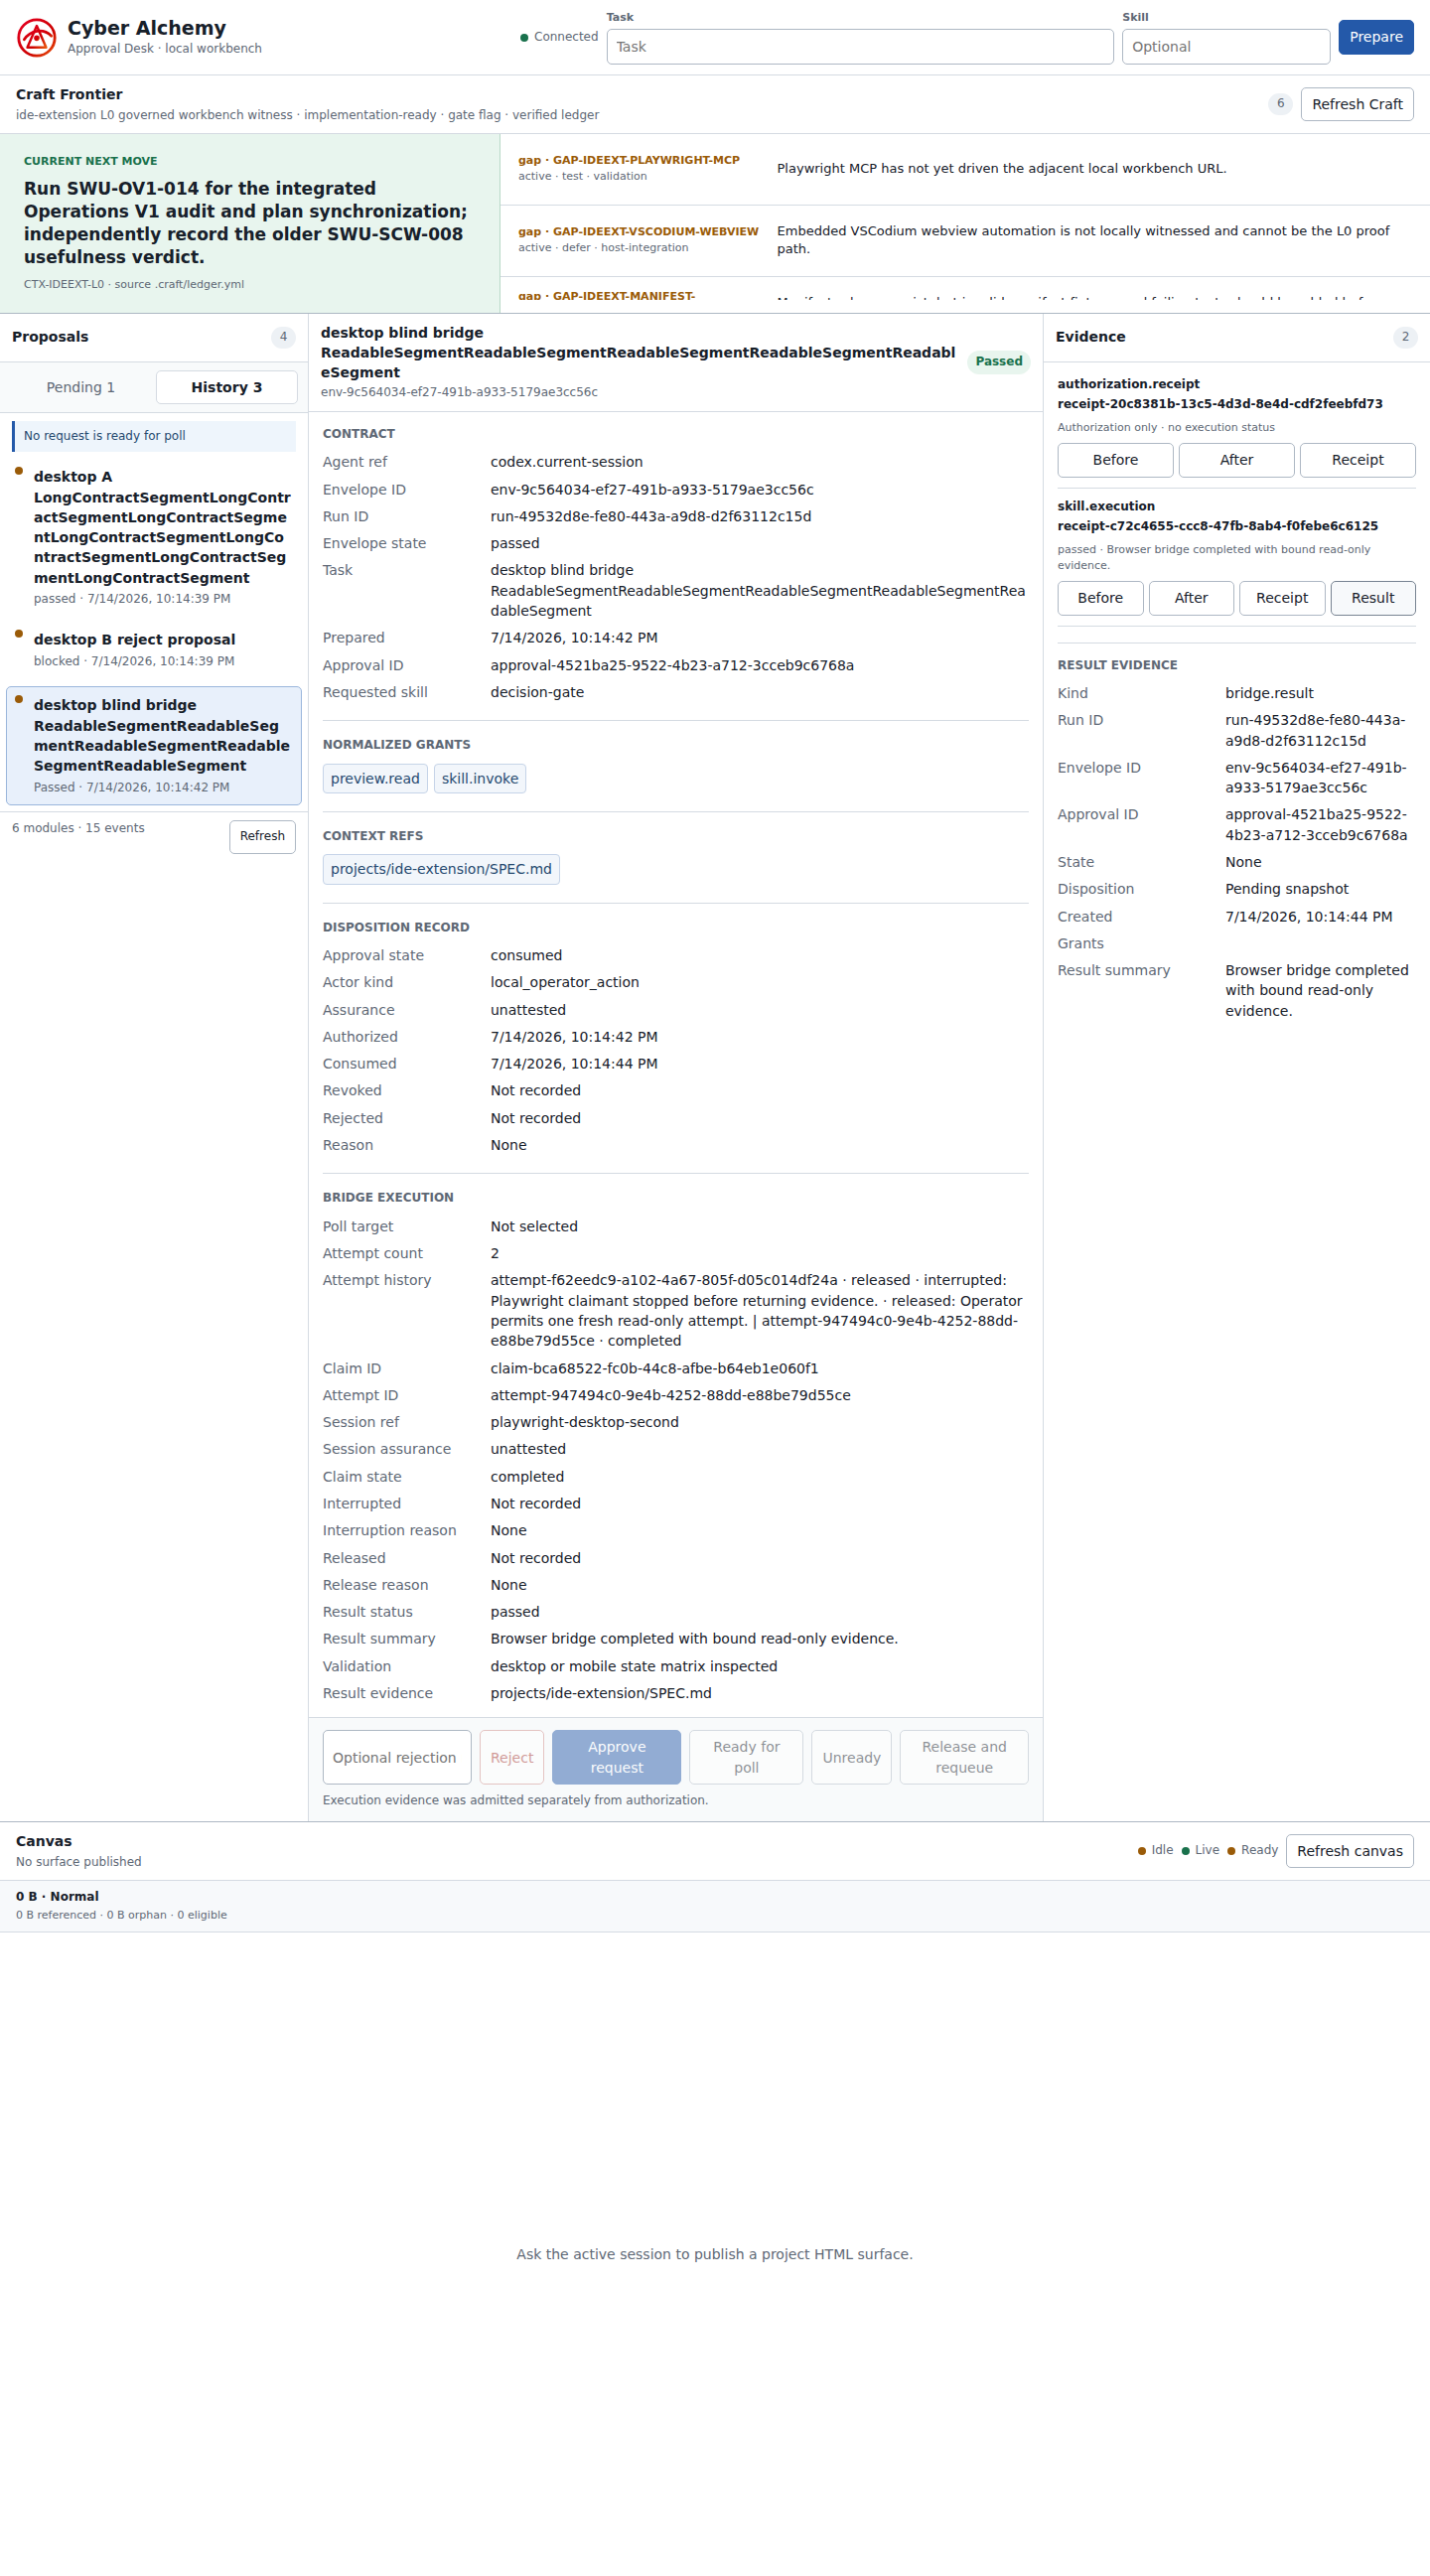 Cyber Alchemy
Approval Desk · local workbench
Connected
Task
Task
Skill
Optional
Prepare
Craft Frontier
ide-extension L0 governed workbench witness · implementation-ready · gate flag · verified ledger
6
Refresh Craft
CURRENT NEXT MOVE
Run SWU-OV1-014 for the integrated
Operations V1 audit and plan synchronization;
independently record the older SWU-SCW-008
usefulness verdict.
CTX-IDEEXT-L0 · source .craft/ledger.yml
gap · GAP-IDEEXT-PLAYWRIGHT-MCP
active · test · validation
Playwright MCP has not yet driven the adjacent local workbench URL.
gap · GAP-IDEEXT-VSCODIUM-WEBVIEW
active · defer · host-integration
Embedded VSCodium webview automation is not locally witnessed and cannot be the L0 proof
path.
gap · GAP-IDEEXT-MANIFEST-
Proposals
4
Pending 1
History 3
No request is ready for poll
desktop A
LongContractSegmentLongContr
actSegmentLongContractSegme
ntLongContractSegmentLongCo
ntractSegmentLongContractSeg
mentLongContractSegment
passed · 7/14/2026, 10:14:39 PM
desktop B reject proposal
blocked · 7/14/2026, 10:14:39 PM
desktop blind bridge
ReadableSegmentReadableSeg
mentReadableSegmentReadable
SegmentReadableSegment
Passed · 7/14/2026, 10:14:42 PM
6 modules · 15 events
Refresh
desktop blind bridge
ReadableSegmentReadableSegmentReadableSegmentReadableSegmentReadabl
eSegment
env-9c564034-ef27-491b-a933-5179ae3cc56c
Passed
CONTRACT
Agent ref codex.current-session
Envelope ID env-9c564034-ef27-491b-a933-5179ae3cc56c
Run ID run-49532d8e-fe80-443a-a9d8-d2f63112c15d
Envelope state passed
Task desktop blind bridge
ReadableSegmentReadableSegmentReadableSegmentReadableSegmentRea
dableSegment
Prepared 7/14/2026, 10:14:42 PM
Approval ID approval-4521ba25-9522-4b23-a712-3cceb9c6768a
Requested skill decision-gate
NORMALIZED GRANTS
preview.read skill.invoke
CONTEXT REFS
projects/ide-extension/SPEC.md
DISPOSITION RECORD
Approval state consumed
Actor kind local_operator_action
Assurance unattested
Authorized 7/14/2026, 10:14:42 PM
Consumed 7/14/2026, 10:14:44 PM
Revoked Not recorded
Rejected Not recorded
Reason None
BRIDGE EXECUTION
Poll target Not selected
Attempt count 2
Attempt history attempt-f62eedc9-a102-4a67-805f-d05c014df24a · released · interrupted:
Playwright claimant stopped before returning evidence. · released: Operator
permits one fresh read-only attempt. | attempt-947494c0-9e4b-4252-88dd-
e88be79d55ce · completed
Claim ID claim-bca68522-fc0b-44c8-afbe-b64eb1e060f1
Attempt ID attempt-947494c0-9e4b-4252-88dd-e88be79d55ce
Session ref playwright-desktop-second
Session assurance unattested
Claim state completed
Interrupted Not recorded
Interruption reason None
Released Not recorded
Release reason None
Result status passed
Result summary Browser bridge completed with bound read-only evidence.
Validation desktop or mobile state matrix inspected
Result evidence projects/ide-extension/SPEC.md
Optional rejection
Reject
Approve
request
Ready for
poll
Unready
Release and
requeue
Execution evidence was admitted separately from authorization.
Evidence
2
authorization.receipt
receipt-20c8381b-13c5-4d3d-8e4d-cdf2feebfd73
Authorization only · no execution status
Before After Receipt
skill.execution
receipt-c72c4655-ccc8-47fb-8ab4-f0febe6c6125
passed · Browser bridge completed with bound read-only
evidence.
Before After Receipt Result
RESULT EVIDENCE
Kind bridge.result
Run ID run-49532d8e-fe80-443a-
a9d8-d2f63112c15d
Envelope ID env-9c564034-ef27-491b-
a933-5179ae3cc56c
Approval ID approval-4521ba25-9522-
4b23-a712-3cceb9c6768a
State None
Disposition Pending snapshot
Created 7/14/2026, 10:14:44 PM
Grants
Result summary Browser bridge completed
with bound read-only
evidence.
Canvas
No surface published
Idle Live Ready
Refresh canvas
0 B · Normal
0 B referenced · 0 B orphan · 0 eligible
Ask the active session to publish a project HTML surface.